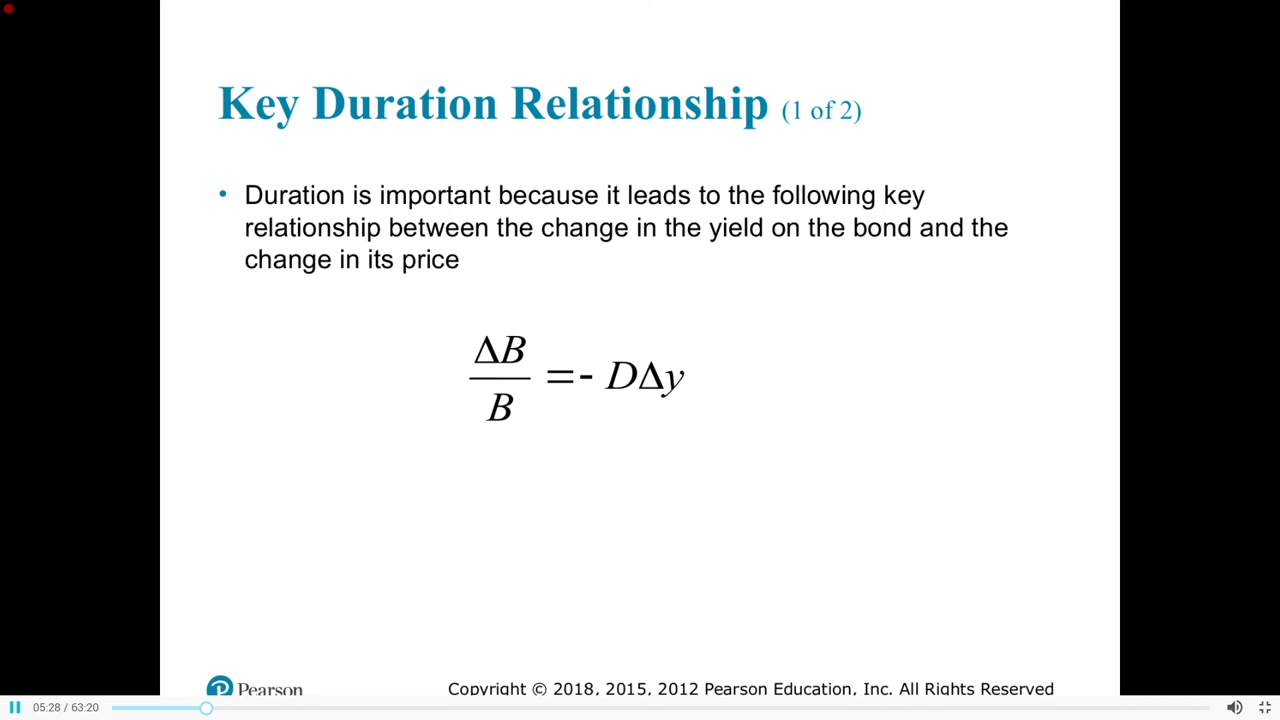 Key Duration Relationship (1 of 2)
• Duration is important because it leads to the following key
relationship between the change in the yield on the bond and the
change in its price
ΔB
B
=- DΔy
Pearson
Copyright © 2018, 2015, 2012 Pearson Education, Inc. All Rights Reserved
05:28 / 63:20